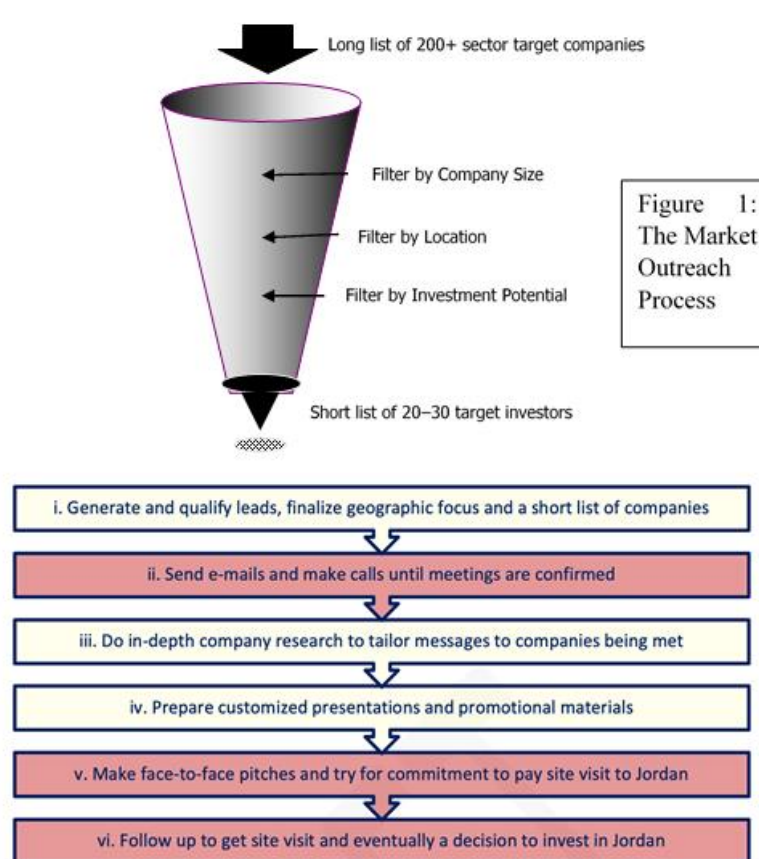 Long list of 200+ sector target companies
Filter by Company Size
Filter by Location
Filter by Investment Potential
Short list of 20–30 target investors
Figure 1:
The Market
Outreach
Process
i. Generate and qualify leads, finalize geographic focus and a short list of companies
ii. Send e-mails and make calls until meetings are confirmed
iii. Do in-depth company research to tailor messages to companies being met
iv. Prepare customized presentations and promotional materials
v. Make face-to-face pitches and try for commitment to pay site visit to Jordan
vi. Follow up to get site visit and eventually a decision to invest in Jordan